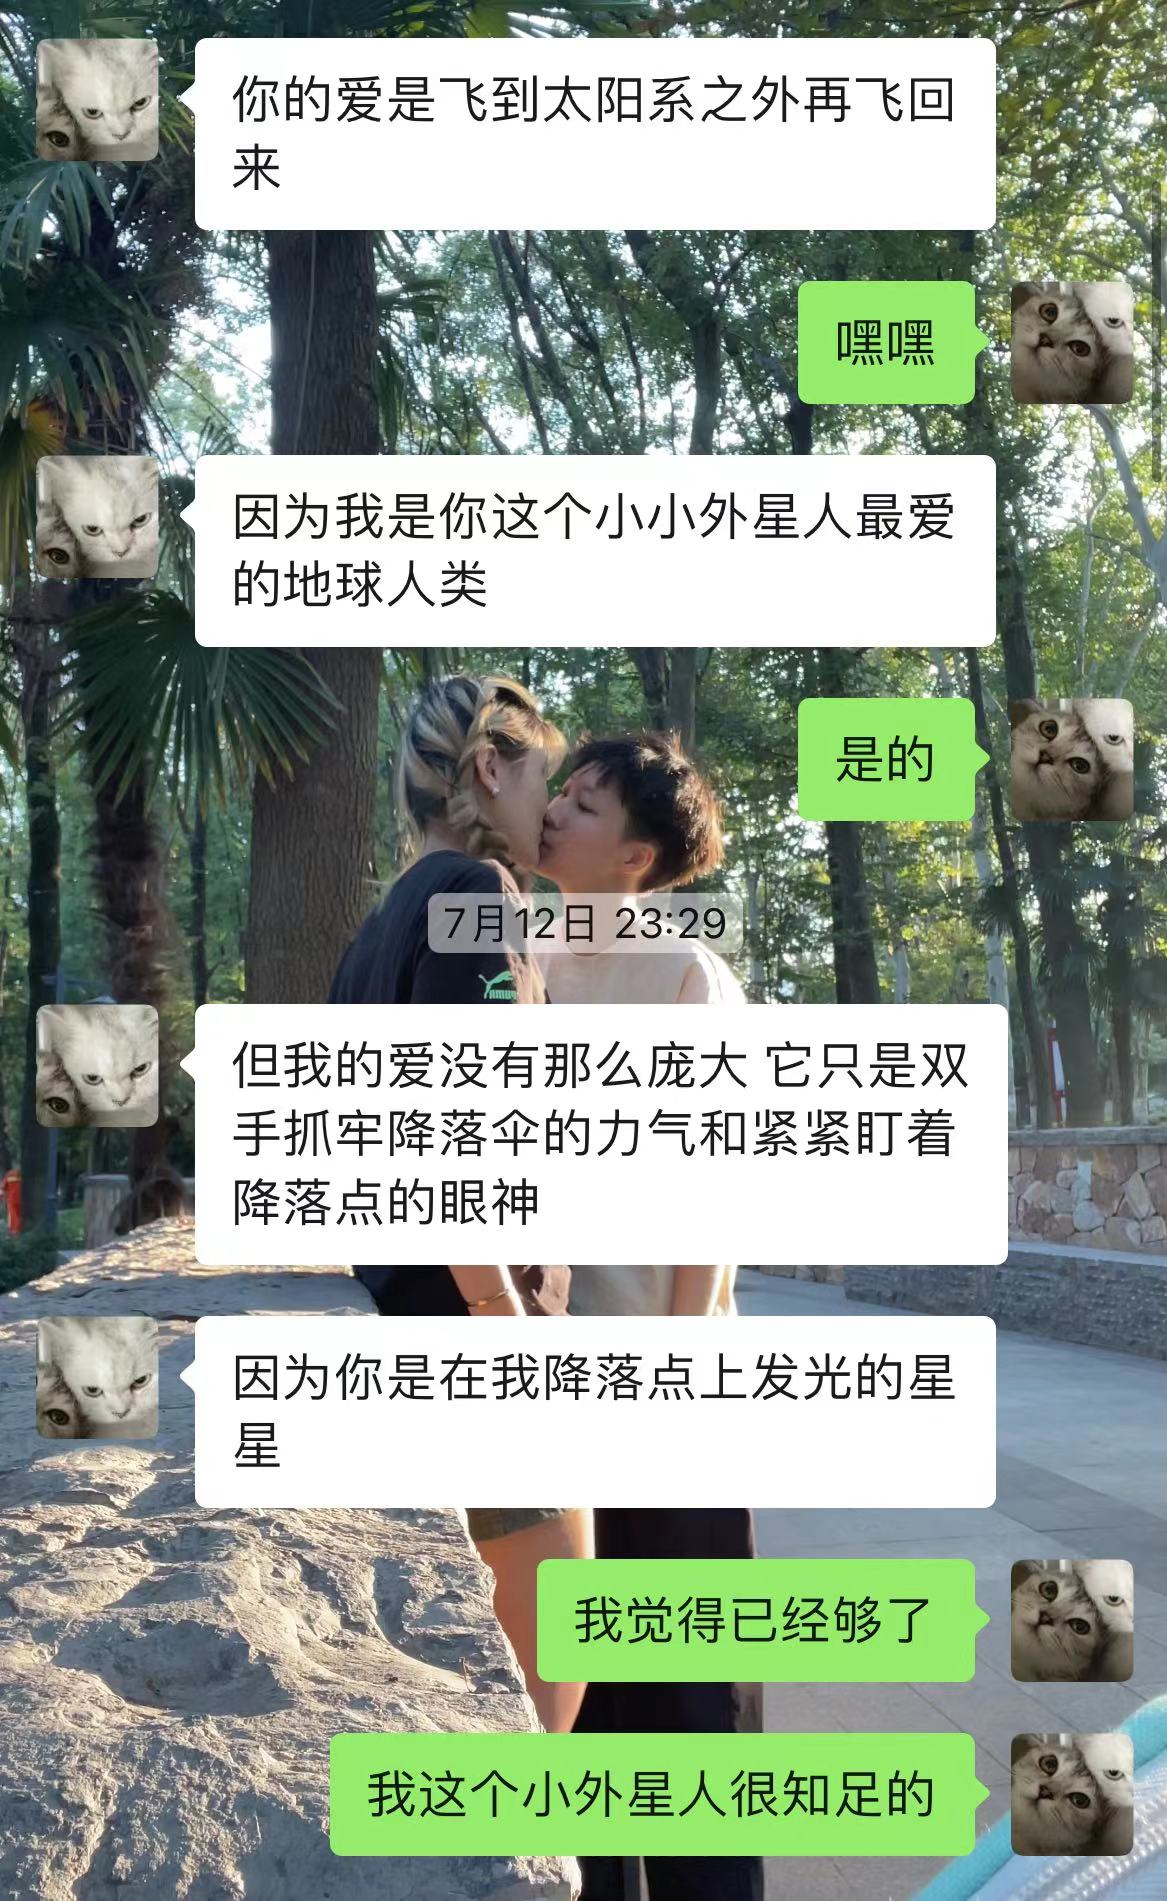 你的爱是飞到太阳系之外再飞回
来
嘿嘿
因为我是你这个小小外星人最爱
的地球人类
是的
7月12日 23:29
但我的爱没有那么庞大 它只是双
手抓牢降落伞的力气和紧紧盯着
降落点的眼神
因为你是在我降落点上发光的星
星
我觉得已经够了
我这个小外星人很知足的